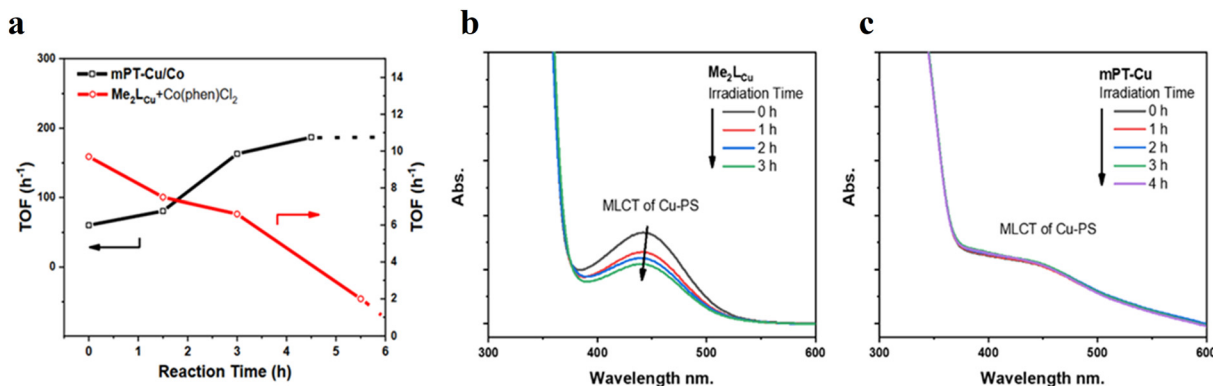 a
300
250
200
150
100
50
0
TOF (h⁻¹)
mPT-Cu/Co
Me₂L_Cu+Co(phen)Cl₂
14
12
10
8
6
4
2
0
TOF (h⁻¹)
0 1 2 3 4 5 6
Reaction Time (h)
b
Abs.
Me₂L_Cu
Irradiation Time
0 h
1 h
2 h
3 h
MLCT of Cu-PS
300 400 500 600
Wavelength nm.
c
Abs.
mPT-Cu
Irradiation Time
0 h
1 h
2 h
3 h
4 h
MLCT of Cu-PS
300 400 500 600
Wavelength nm.